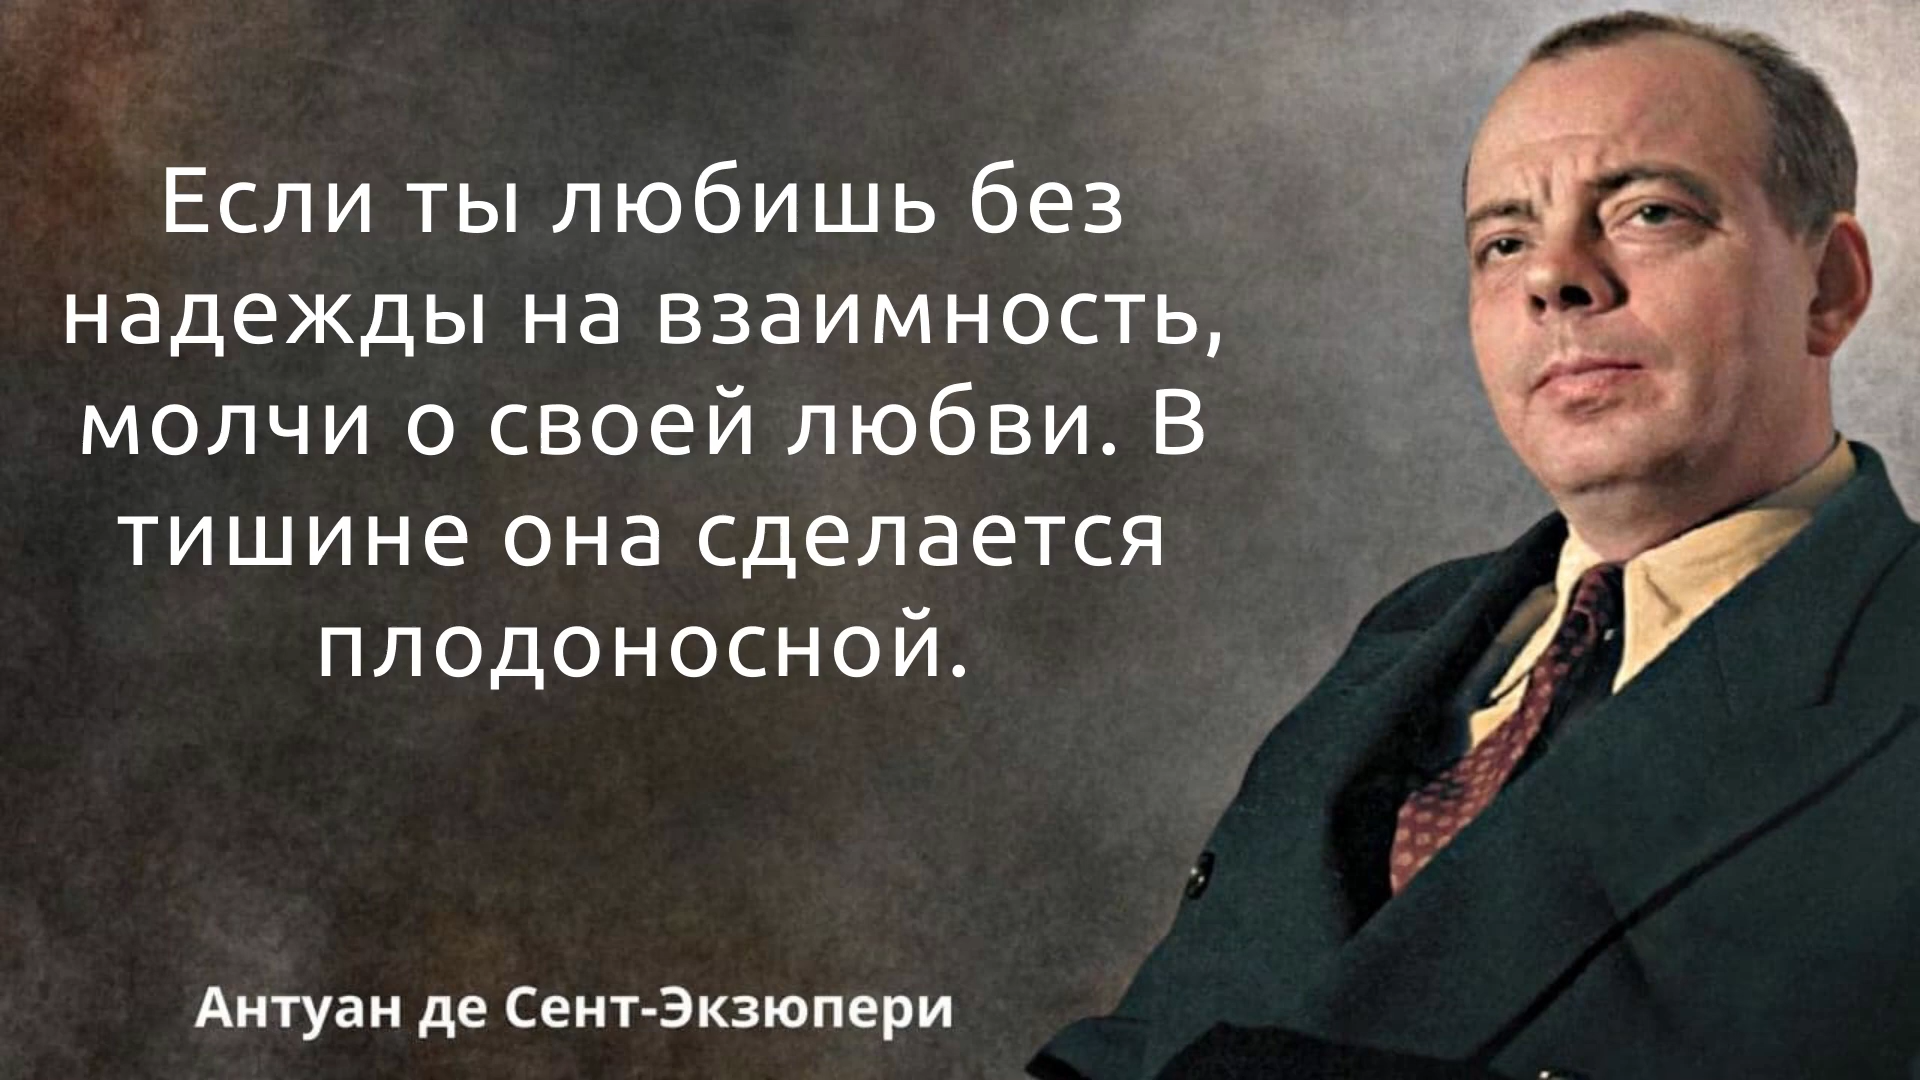 Если ты любишь без
надежды на взаимность,
молчи о своей любви. В
тишине она сделается
плодоносной.
Антуан де Сент-Экзюпери